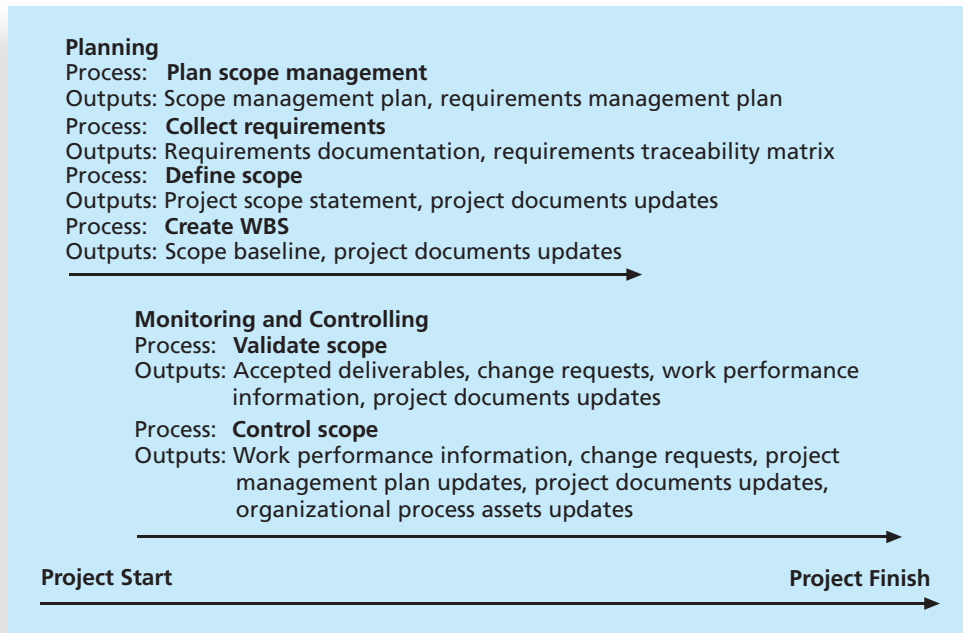 Planning
Process: Plan scope management
Outputs: Scope management plan, requirements management plan
Process: Collect requirements
Outputs: Requirements documentation, requirements traceability matrix
Process: Define scope
Outputs: Project scope statement, project documents updates
Process: Create WBS
Outputs: Scope baseline, project documents updates
Monitoring and Controlling
Process: Validate scope
Outputs: Accepted deliverables, change requests, work performance
information, project documents updates
Process: Control scope
Outputs: Work performance information, change requests, project
management plan updates, project documents updates,
organizational process assets updates
Project Start Project Finish